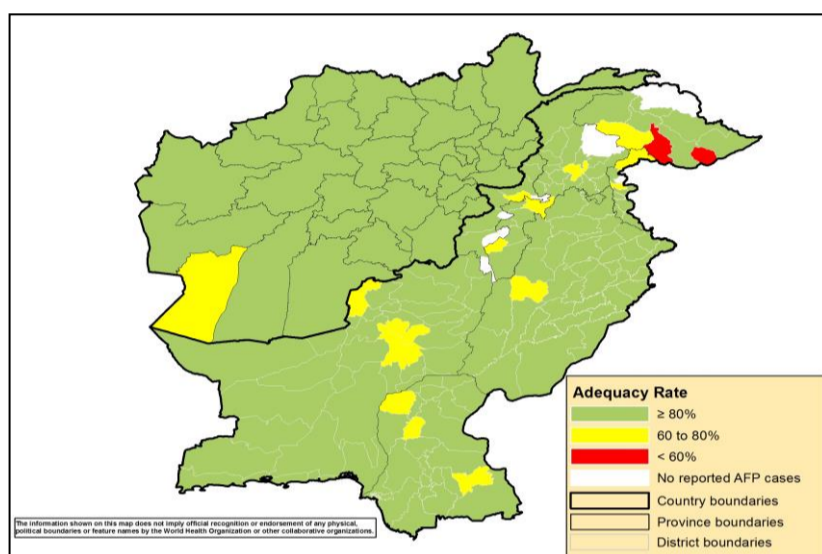 Adequacy Rate
≥ 80%
60 to 80%
< 60%
No reported AFP cases
Country boundaries
Province boundaries
District boundaries
The information shown on this map does not imply official recognition or endorsement of any physical,
political boundaries or feature names by the World Health Organization or other collaborative organizations.